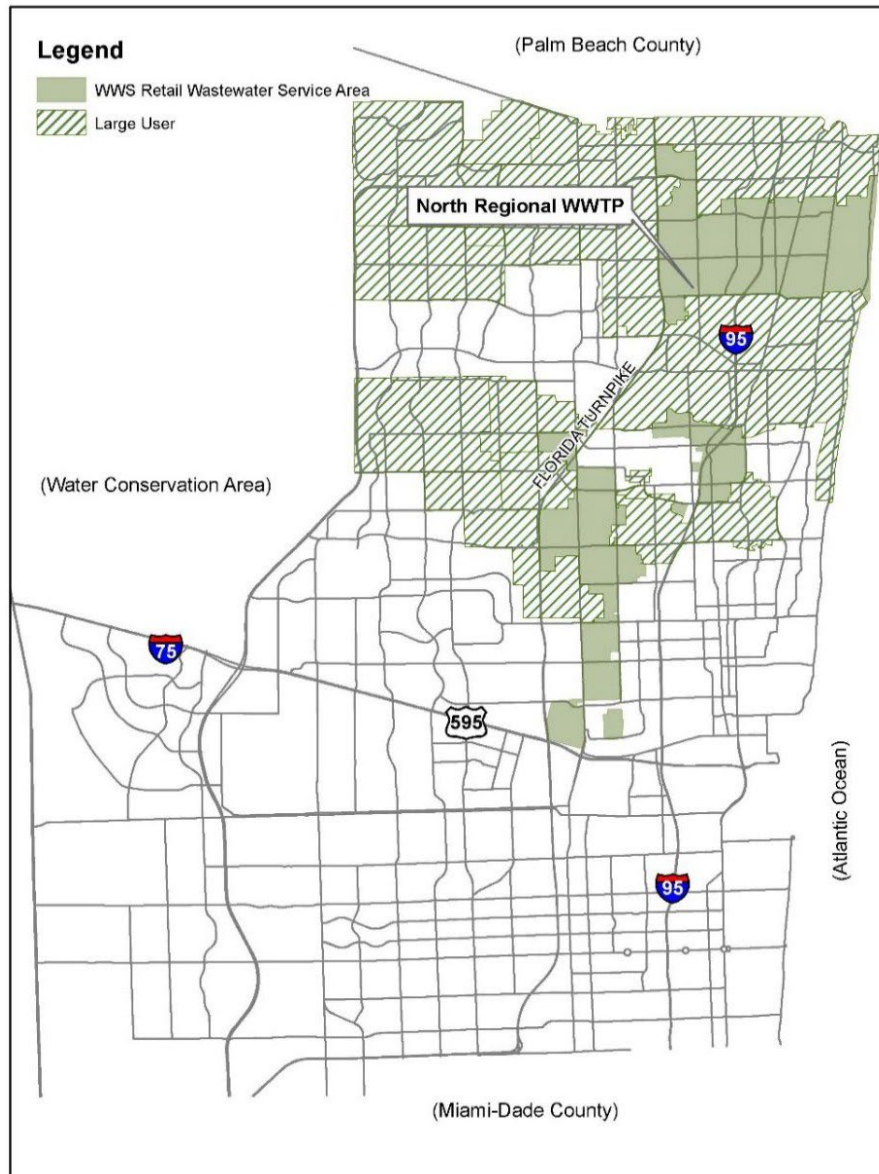 Legend
WWS Retail Wastewater Service Area
Large User
(Palm Beach County)
North Regional WWTP
95
FLORIDA TURNPIKE
(Water Conservation Area)
75
595
(Atlantic Ocean)
95
(Miami-Dade County)